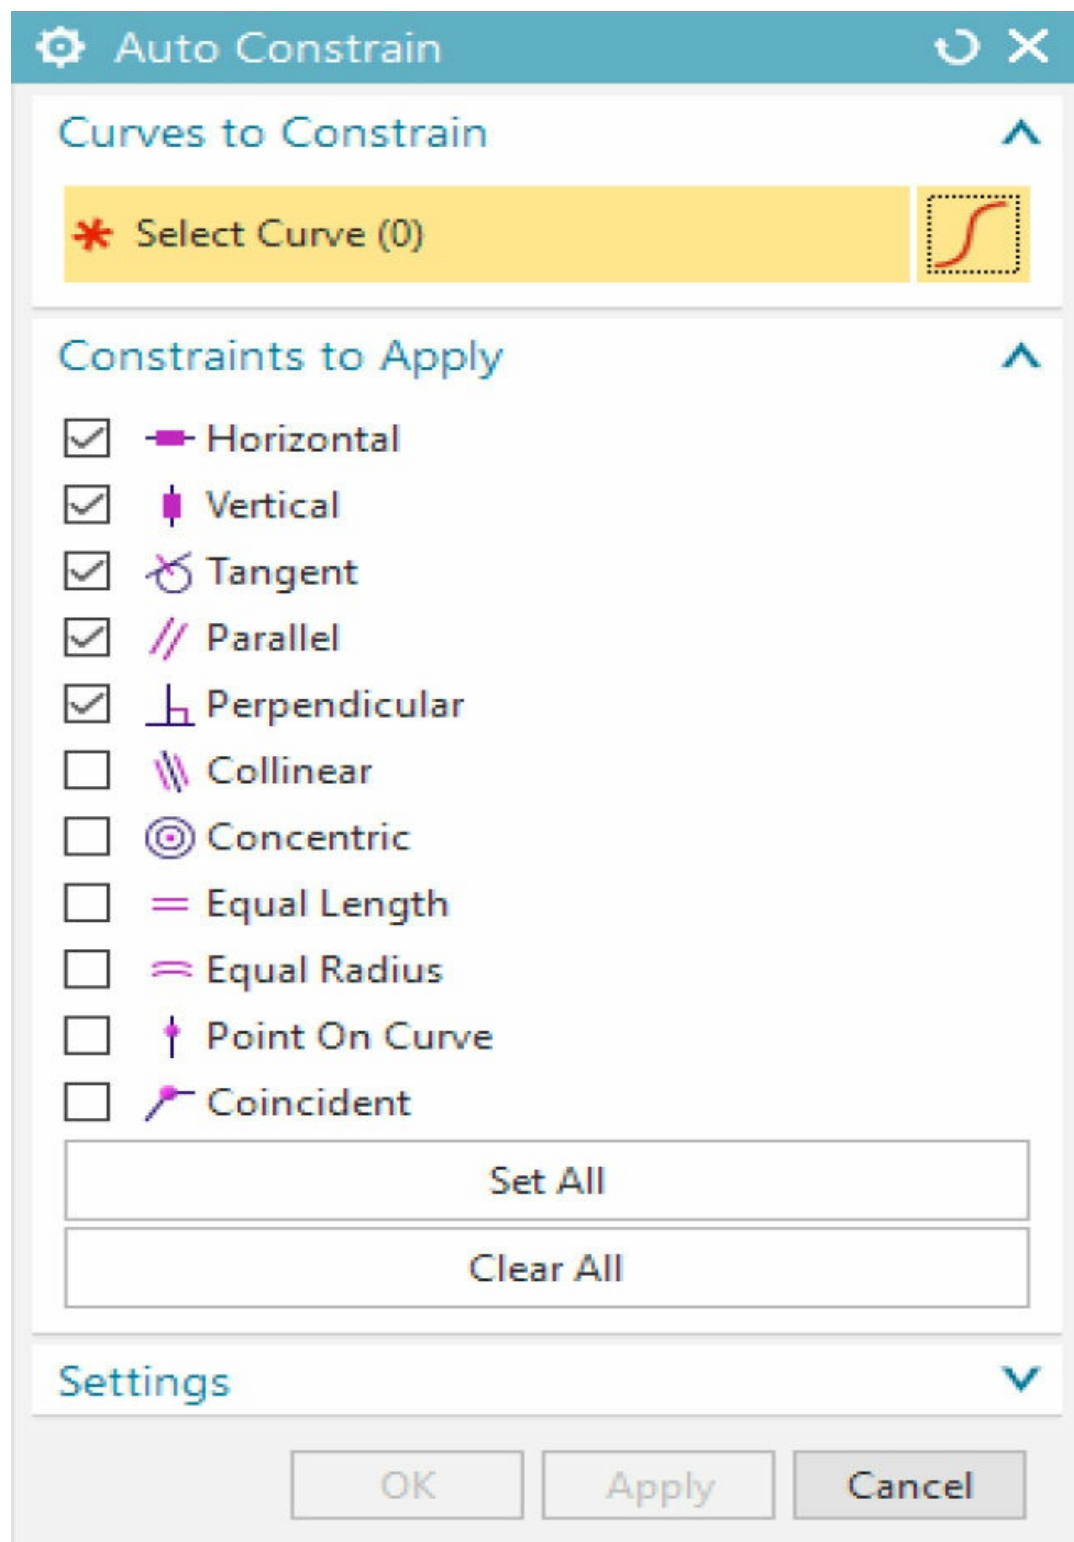 Auto Constrain
Curves to Constrain
Select Curve (0)
Constraints to Apply
Horizontal
Vertical
Tangent
Parallel
Perpendicular
Collinear
Concentric
Equal Length
Equal Radius
Point On Curve
Coincident
Set All
Clear All
Settings
OK Apply Cancel